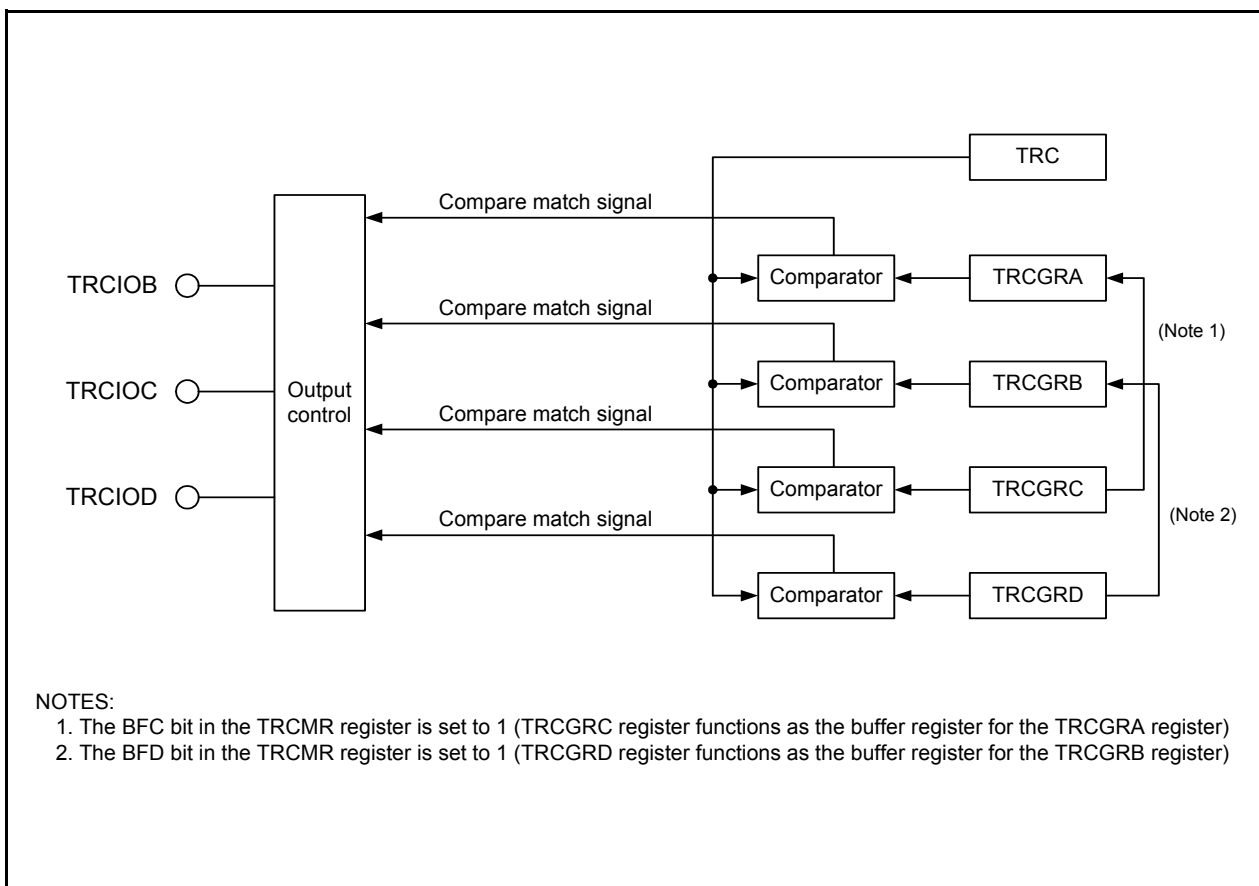 TRC
Compare match signal
TRCIOB
Comparator
TRCGRA
Compare match signal
(Note 1)
TRCIOC
Output
control
Comparator
TRCGRB
Compare match signal
TRCIOD
Comparator
TRCGRC
(Note 2)
Compare match signal
Comparator
TRCGRD
NOTES:
1. The BFC bit in the TRCMR register is set to 1 (TRCGRC register functions as the buffer register for the TRCGRA register)
2. The BFD bit in the TRCMR register is set to 1 (TRCGRD register functions as the buffer register for the TRCGRB register)